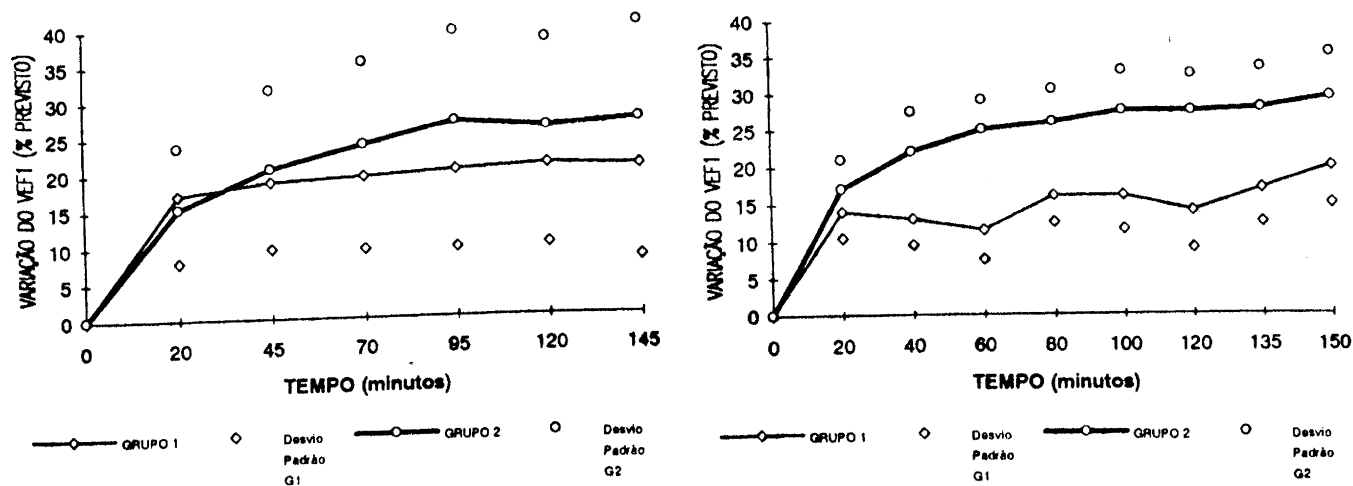 VARIAÇÃO DO VEF1 (% PREVISTO)
40
35
30
25
20
15
10
5
0
0 20 45 70 95 120 145
TEMPO (minutos)
GRUPO 1
Desvio
Padrão
G1
GRUPO 2
Desvio
Padrão
G2
VARIAÇÃO DO VEF1 (% PREVISTO)
40
35
30
25
20
15
10
5
0
0 20 40 60 80 100 120 135 150
TEMPO (minutos)
GRUPO 1
Desvio
Padrão
G1
GRUPO 2
Desvio
Padrão
G2